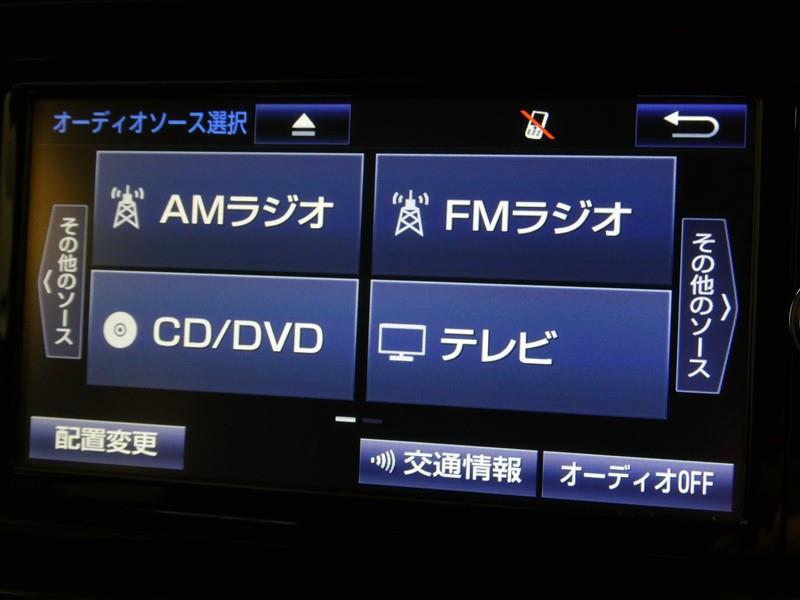 オーディオソース選択
AMラジオ
FMラジオ
その他のソース
その他のソース
CD/DVD
テレビ
配置変更
交通情報
オーディオOFF